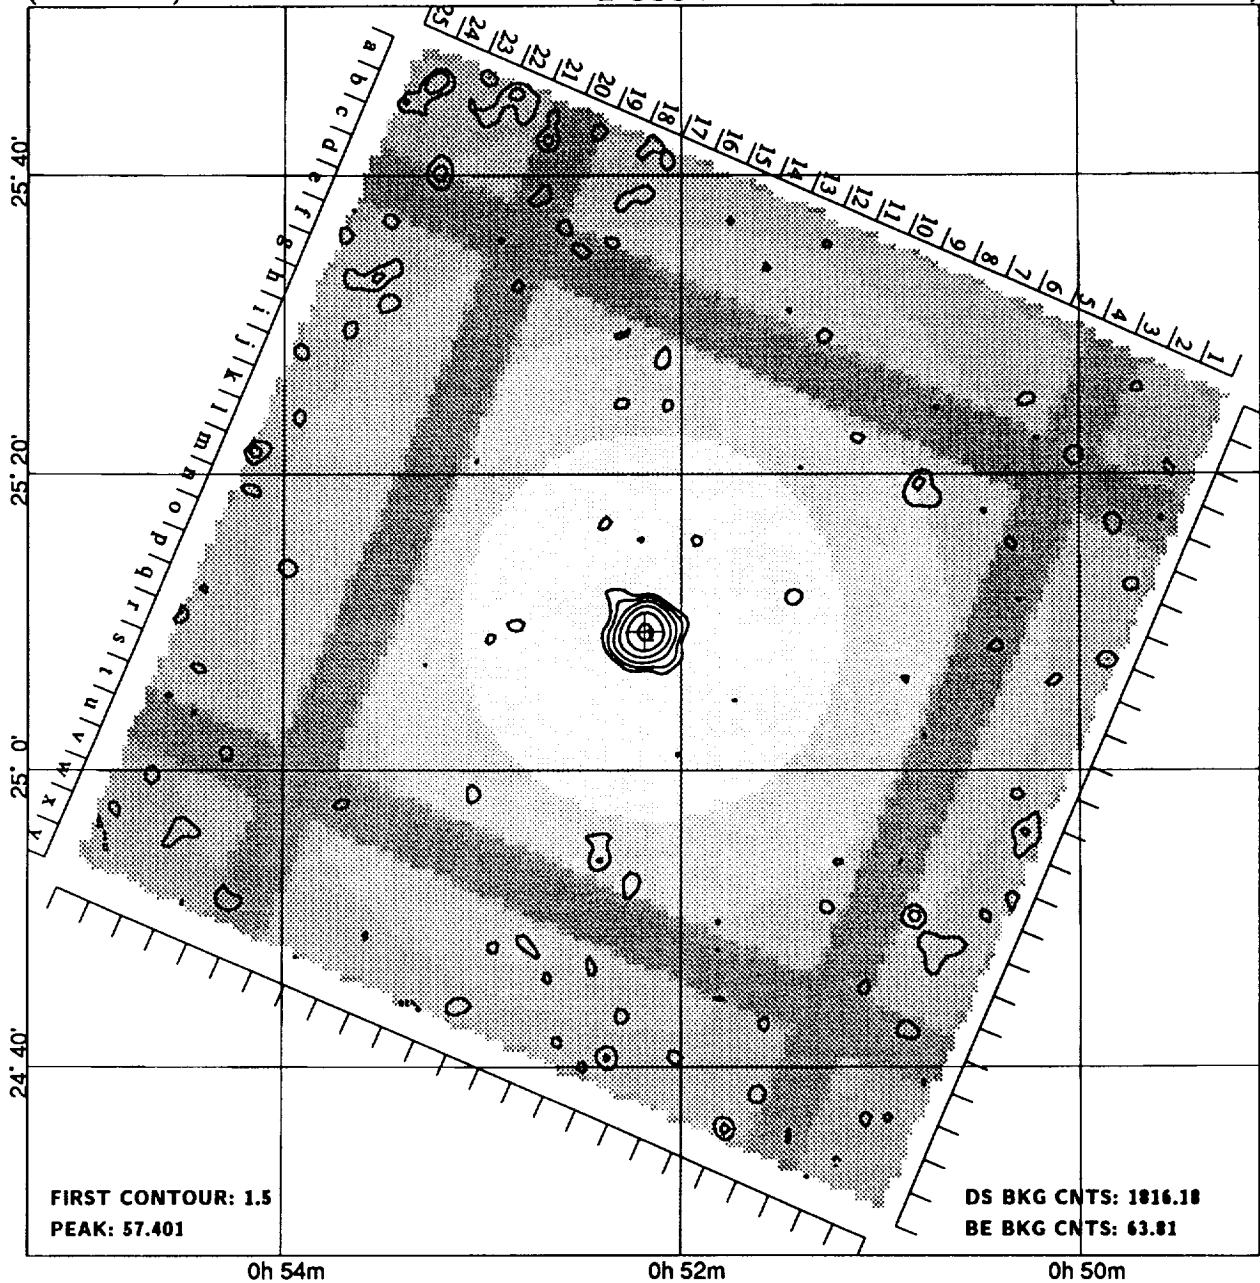 25 24 23 22 21 20 19 18 17 16 15 14 13 12 11 10 9 8 7 6 5 4 3 2 1
a b c d e f g h i j k l m n o p q r s t u v w x y
25° 40'
25° 20'
25° 0'
24° 40'
FIRST CONTOUR: 1.5
PEAK: 57.401
DS BKG CNTS: 1816.18
BE BKG CNTS: 63.81
0h 54m 0h 52m 0h 50m